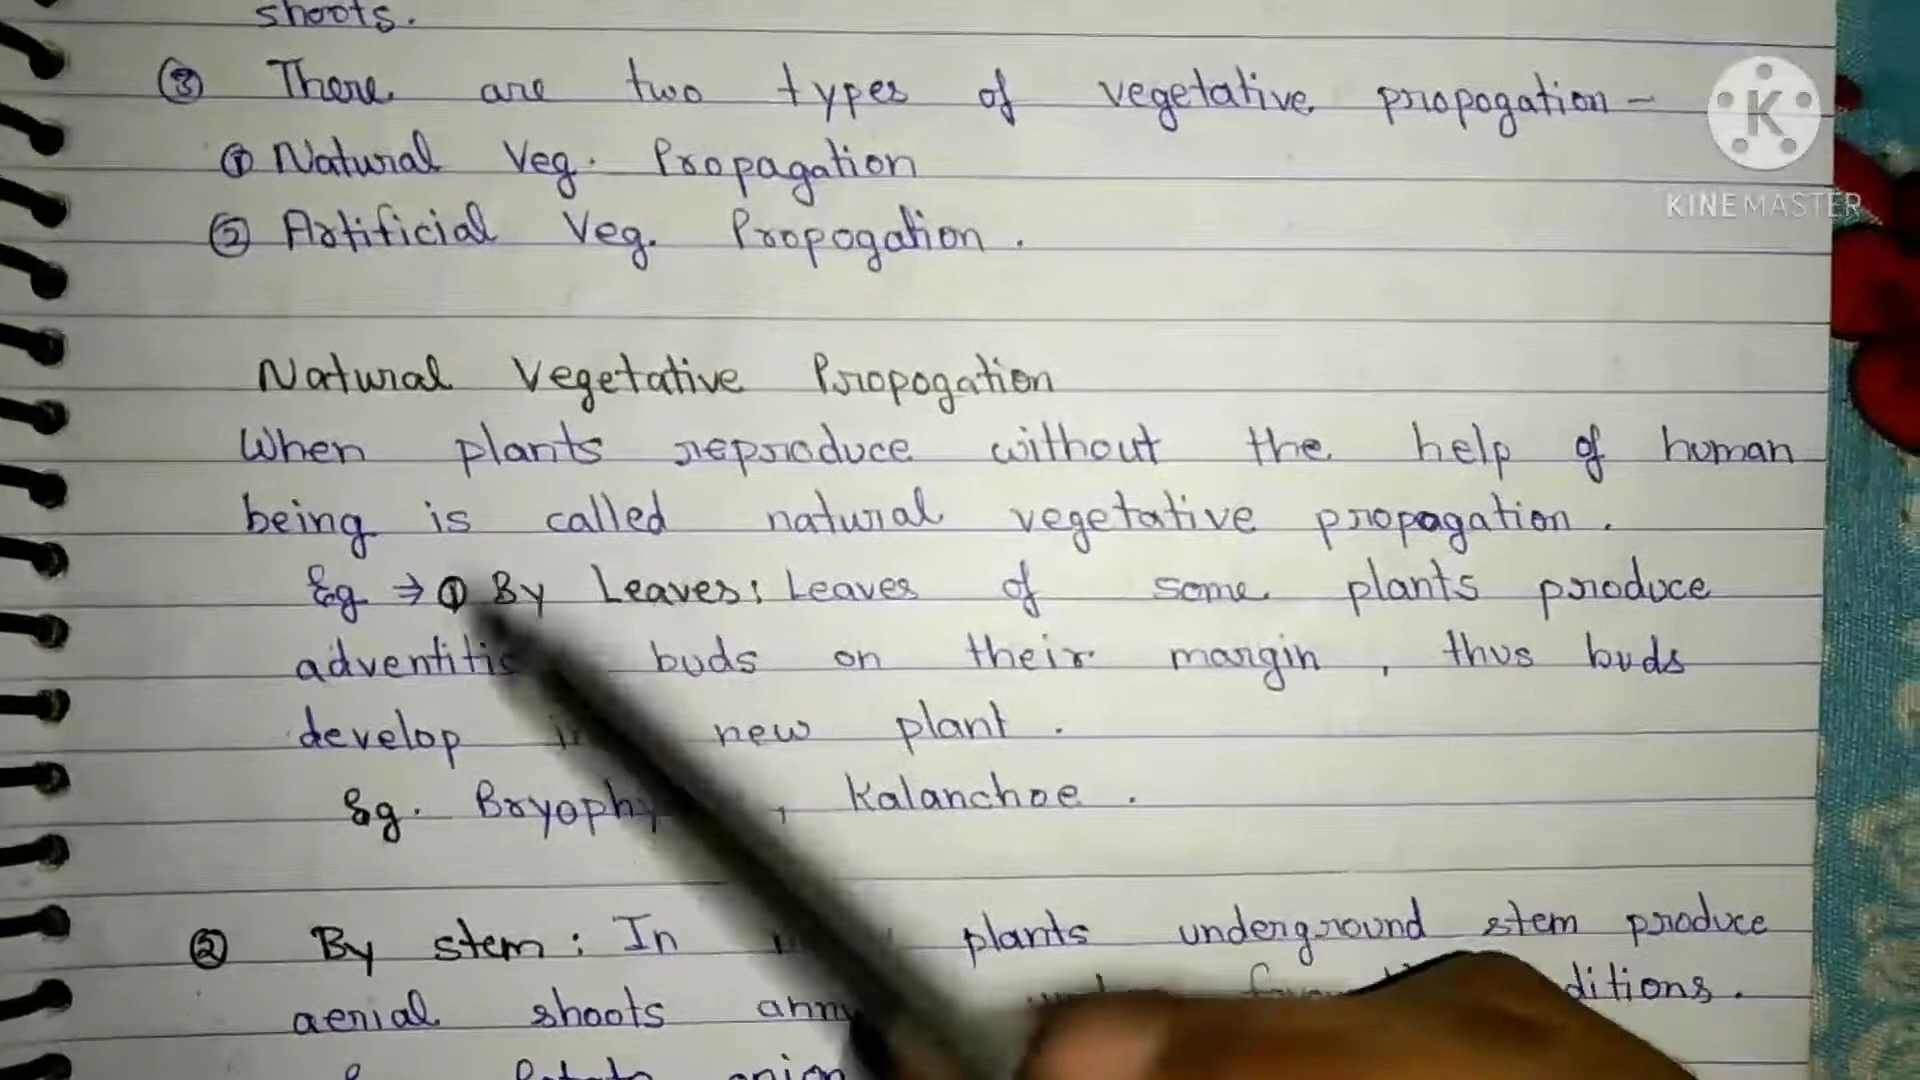 shoots.
③ There are two types of vegetative propogation -
① Natural Veg. Propagation
② Artificial Veg. Propogation.
Natural Vegetative Propogation
When plants reproduce without the help of human
being is called natural vegetative propagation.
Eg ⇒ ① By Leaves: Leaves of some plants produce
buds on their margin, thus buds
develop new plant.
Eg. , Kalanchoe.
② By stem: In plants underground stem produce
aerial shoots
onion
K
KINEMASTER